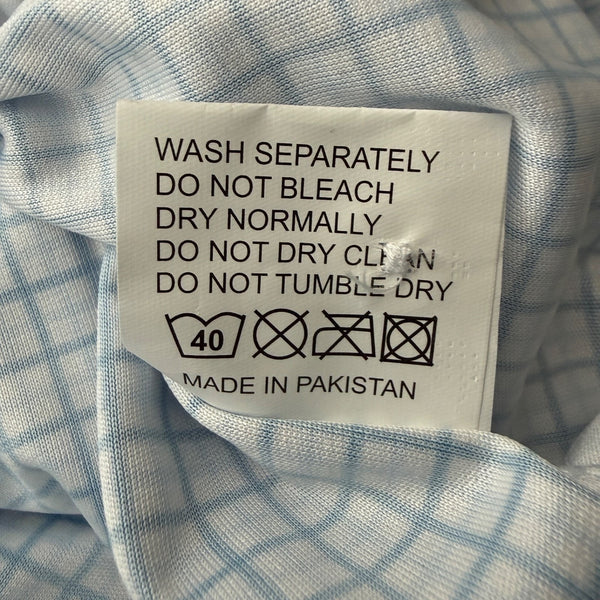 WASH SEPARATELY
DO NOT BLEACH
DRY NORMALLY
DO NOT DRY CLEAN
DO NOT TUMBLE DRY
40
MADE IN PAKISTAN